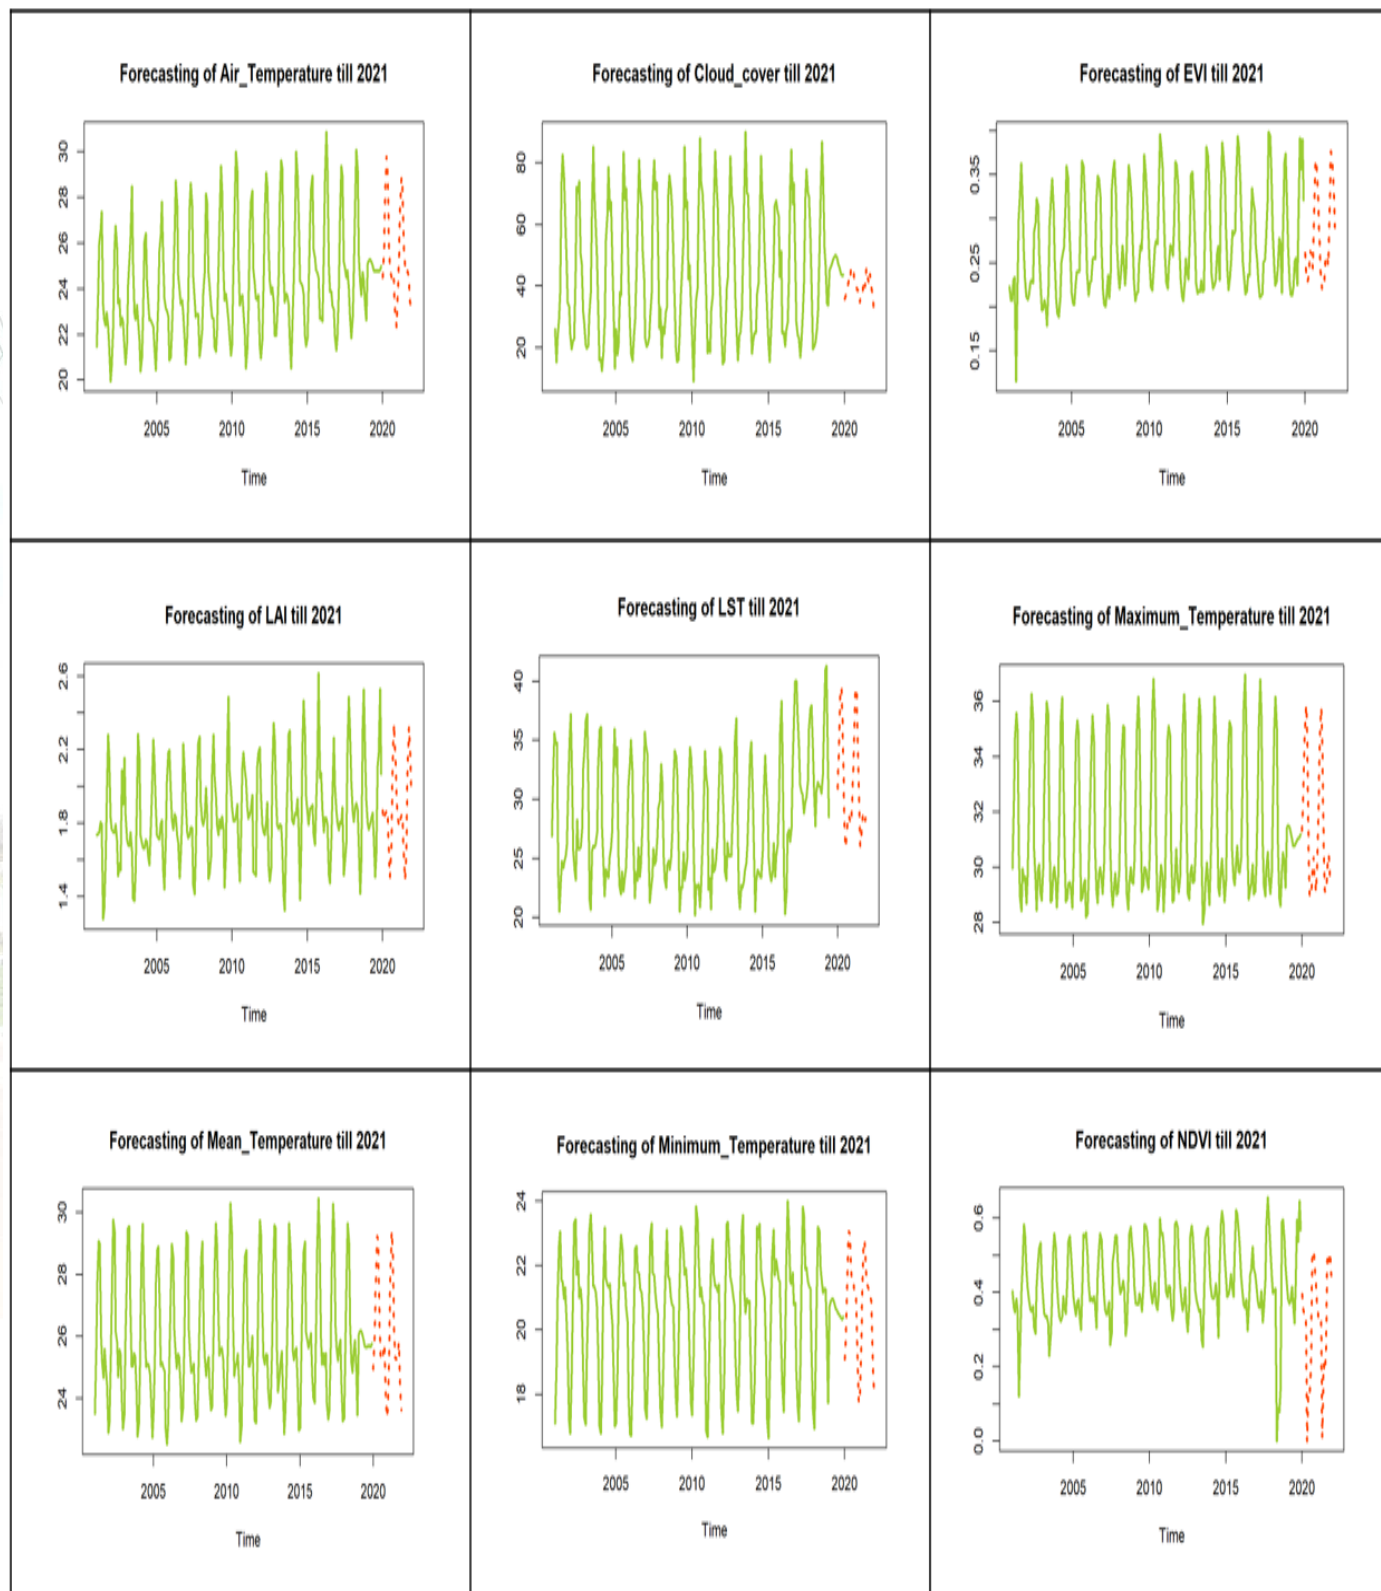 Forecasting of Air_Temperature till 2021
30
28
26
24
22
20
2005 2010 2015 2020
Time
Forecasting of Cloud_cover till 2021
80
60
40
20
2005 2010 2015 2020
Time
Forecasting of EVI till 2021
0.35
0.25
0.15
2005 2010 2015 2020
Time
Forecasting of LAI till 2021
2.6
2.2
1.8
1.4
2005 2010 2015 2020
Time
Forecasting of LST till 2021
40
35
30
25
20
2005 2010 2015 2020
Time
Forecasting of Maximum_Temperature till 2021
36
34
32
30
28
2005 2010 2015 2020
Time
Forecasting of Mean_Temperature till 2021
30
28
26
24
2005 2010 2015 2020
Time
Forecasting of Minimum_Temperature till 2021
24
22
20
18
2005 2010 2015 2020
Time
Forecasting of NDVI till 2021
0.6
0.4
0.2
0.0
2005 2010 2015 2020
Time